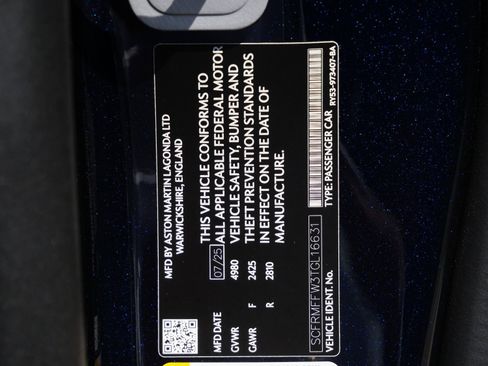 MFD BY ASTON MARTIN LAGONDA LTD
WARWICKSHIRE, ENGLAND
MFD DATE 07/25
GVWR 4980
GAWR F 2425
R 2810
THIS VEHICLE CONFORMS TO
ALL APPLICABLE FEDERAL MOTOR
VEHICLE SAFETY, BUMPER AND
THEFT PREVENTION STANDARDS
IN EFFECT ON THE DATE OF
MANUFACTURE.
SCFRMFFW3TGL16631
VEHICLE IDENT. No. TYPE: PASSENGER CAR
RY53-973407-BA